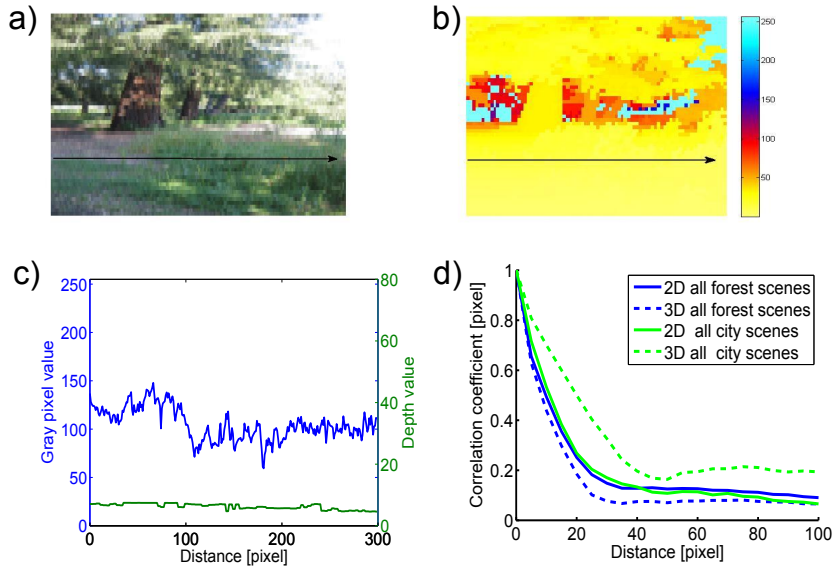 a)
b)
250
200
150
100
50
c)
250
200
150
100
50
0
Gray pixel value
80
60
40
20
0
Depth value
0 100 200 300
Distance [pixel]
d)
1
0.8
0.6
0.4
0.2
0
Correlation coefficient [pixel]
2D all forest scenes
3D all forest scenes
2D all city scenes
3D all city scenes
0 20 40 60 80 100
Distance [pixel]